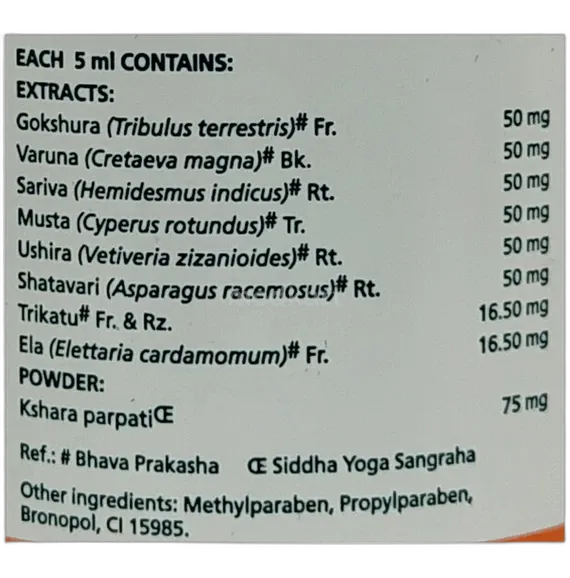 EACH 5 ml CONTAINS:
EXTRACTS:
Gokshura (Tribulus terrestris)# Fr. 50 mg
Varuna (Cretaeva magna)# Bk. 50 mg
Sariva (Hemidesmus indicus)# Rt. 50 mg
Musta (Cyperus rotundus)# Tr. 50 mg
Ushira (Vetiveria zizanioides)# Rt. 50 mg
Shatavari (Asparagus racemosus)# Rt. 50 mg
Trikatu# Fr. & Rz. 16.50 mg
Ela (Elettaria cardamomum)# Fr. 16.50 mg
POWDER:
Kshara parpatiŒ 75 mg
Ref.: # Bhava Prakasha Œ Siddha Yoga Sangraha
Other ingredients: Methylparaben, Propylparaben,
Bronopol, CI 15985.